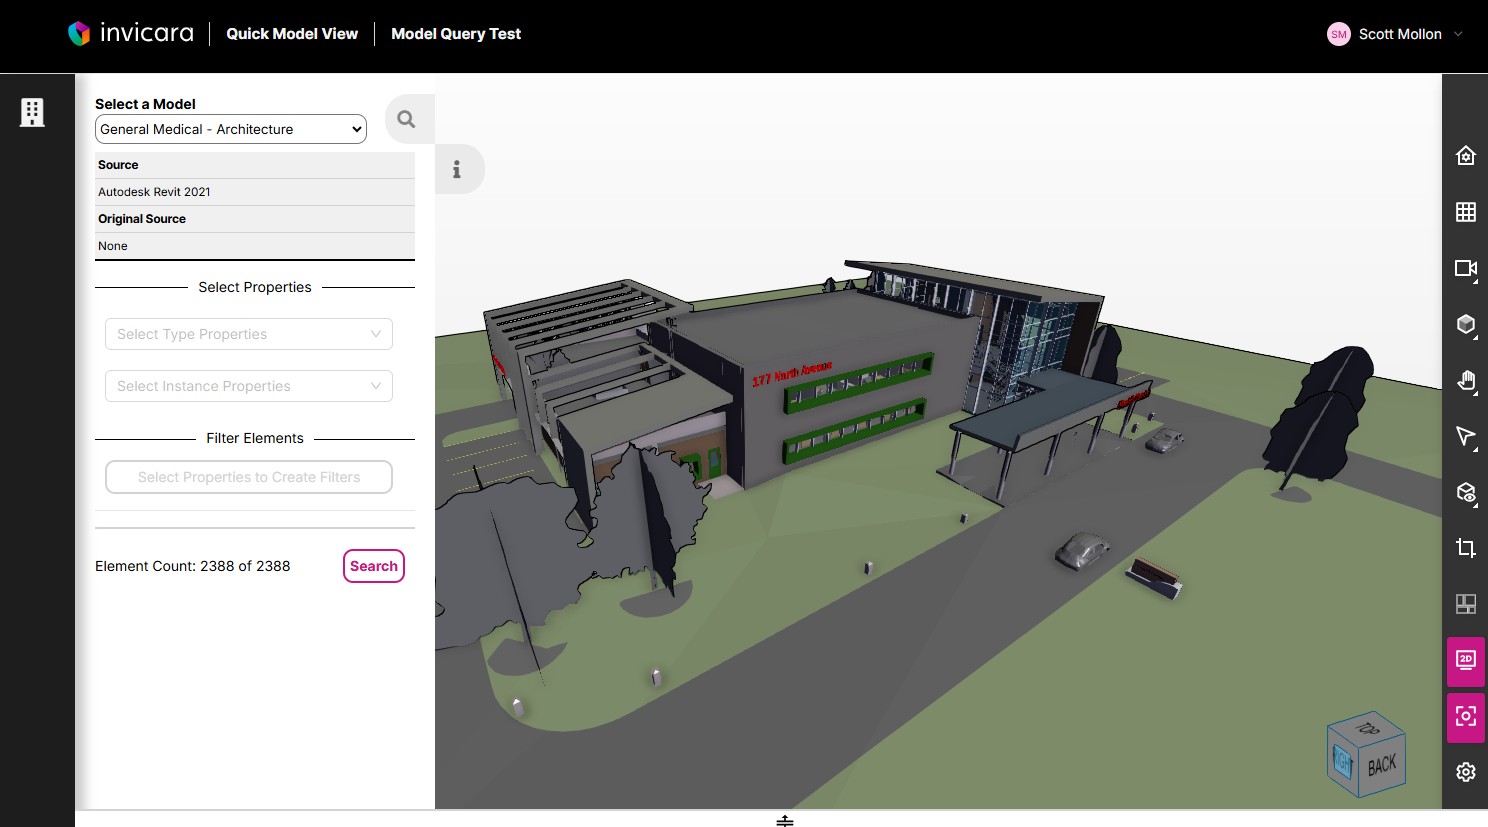 invicara
Quick Model View
Model Query Test
SM
Scott Mollon
Select a Model
General Medical - Architecture
Source
Autodesk Revit 2021
Original Source
None
Select Properties
Select Type Properties
Select Instance Properties
Filter Elements
Select Properties to Create Filters
Element Count: 2388 of 2388
Search
177 North Avenue
2D
TOP
RIGHT
BACK